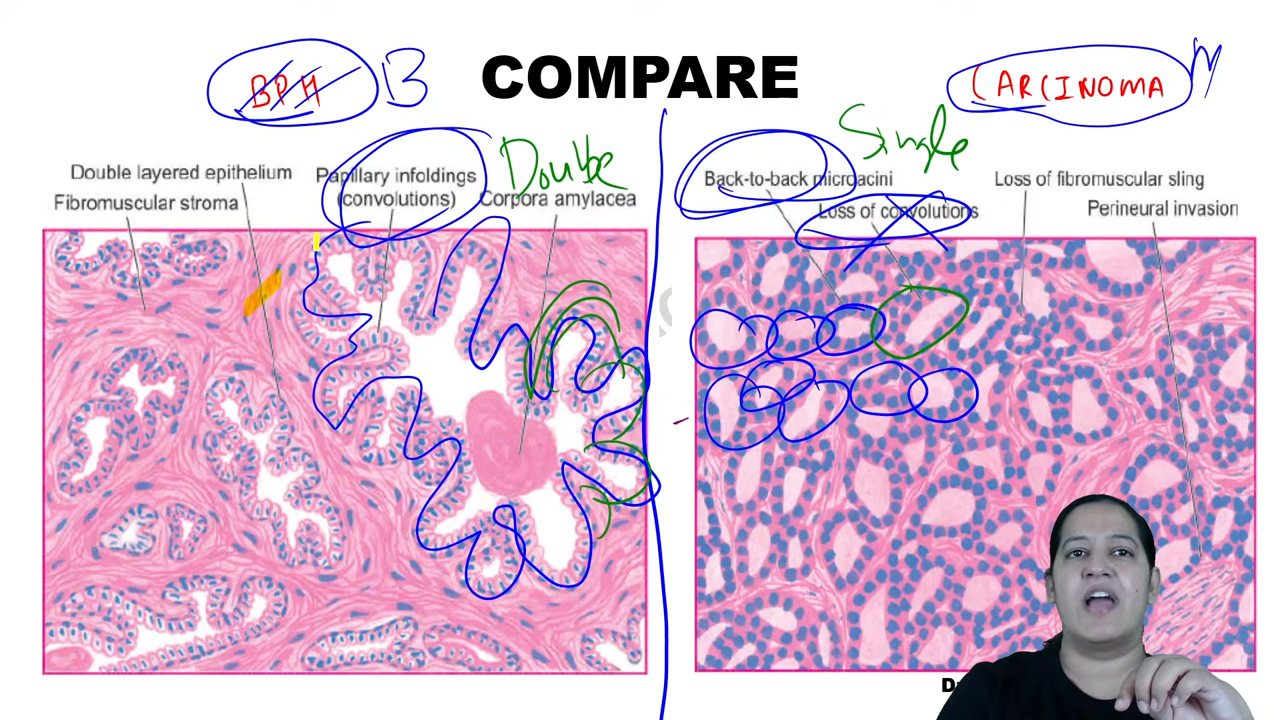 BPH B
COMPARE
CARCINOMA M
Double
Single
Double layered epithelium
Fibromuscular stroma
Papillary infoldings
(convolutions)
Corpora amylacea
Back-to-back microacini
Loss of convolutions
Loss of fibromuscular sling
Perineural invasion